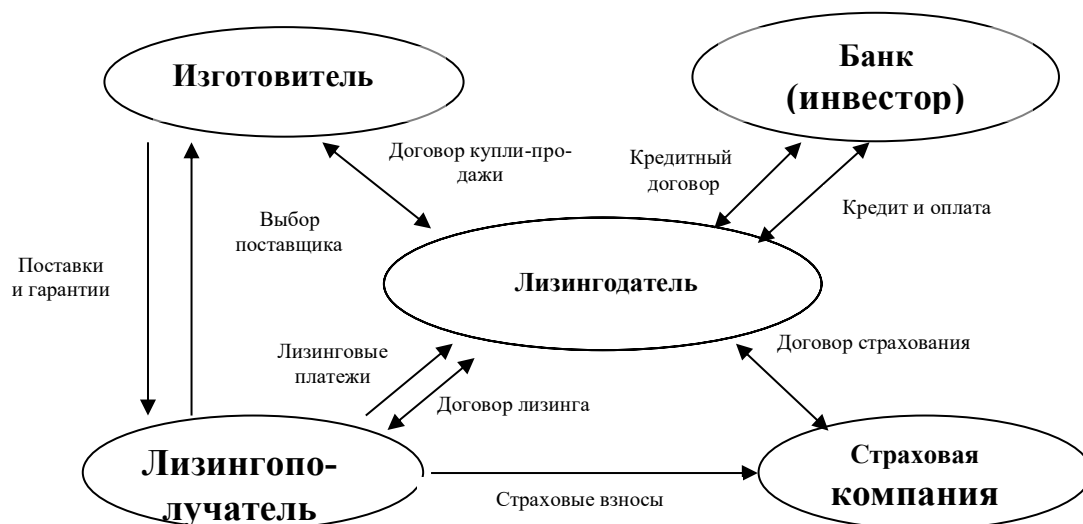 Изготовитель
Банк
(инвестор)
Договор купли-про-
дажи
Кредитный
договор
Кредит и оплата
Выбор
поставщика
Поставки
и гарантии
Лизингодатель
Лизинговые
платежи
Договор лизинга
Договор страхования
Лизингопо-
лучатель
Страховые взносы
Страховая
компания